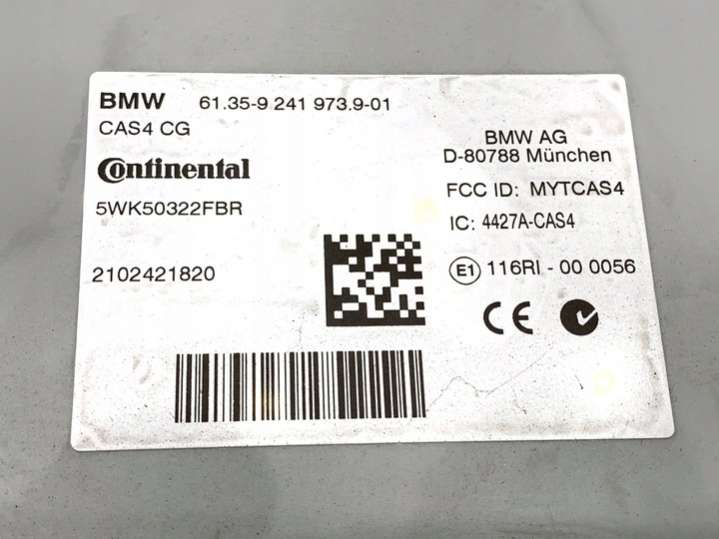 BMW 61.35-9 241 973.9-01
CAS4 CG
Continental
5WK50322FBR
2102421820
BMW AG
D-80788 München
FCC ID: MYTCAS4
IC: 4427A-CAS4
E1 116RI - 00 0056
CE